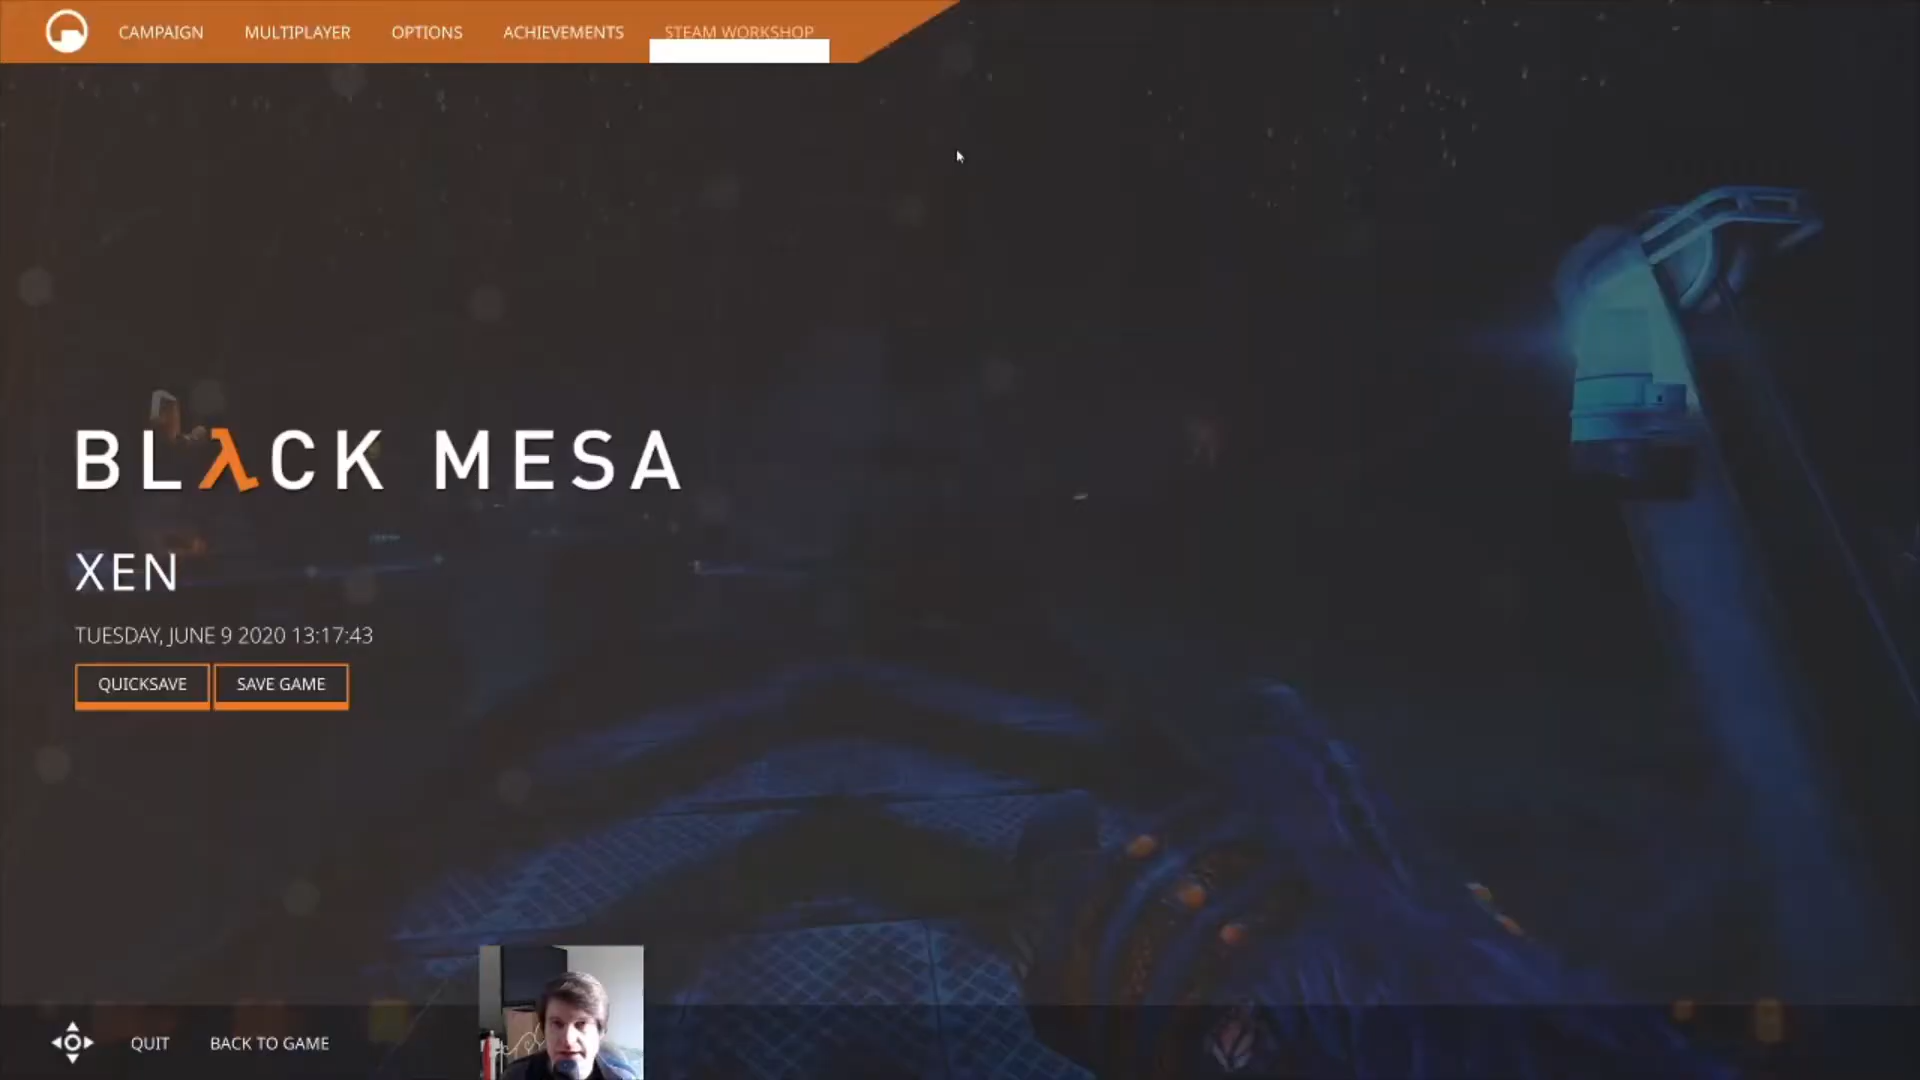 CAMPAIGN MULTIPLAYER OPTIONS ACHIEVEMENTS STEAM WORKSHOP
BLλCK MESA
XEN
TUESDAY, JUNE 9 2020 13:17:43
QUICKSAVE SAVE GAME
QUIT BACK TO GAME